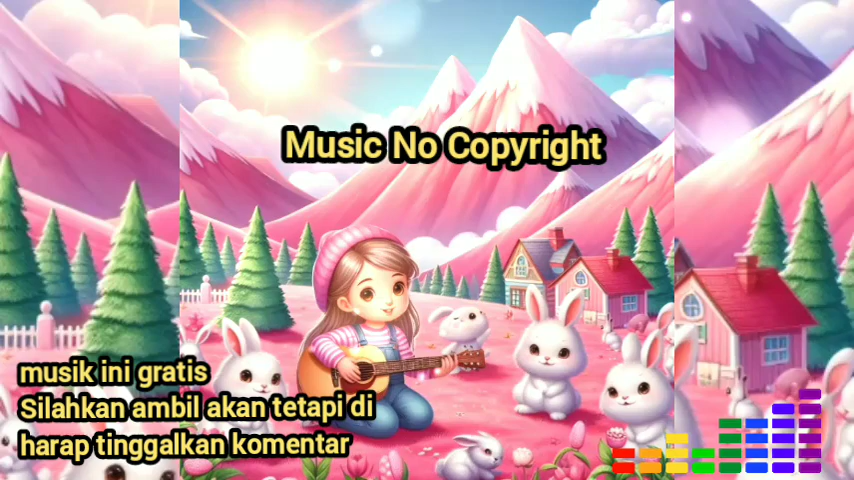 Music No Copyright
musik ini gratis
Silahkan ambil akan tetapi di
harap tinggalkan komentar